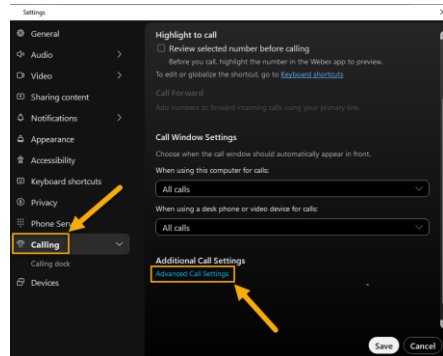 Settings
General
Audio
Video
Sharing content
Notifications
Appearance
Accessibility
Keyboard shortcuts
Privacy
Phone Serv
Calling
Calling dock
Devices
Highlight to call
Review selected number before calling
Before you call, highlight the number in the Webex app to preview.
To edit or globalize the shortcut, go to Keyboard shortcuts
Call Forward
Add numbers to forward incoming calls using your primary line.
Call Window Settings
Choose when the call window should automatically appear in front.
When using this computer for calls:
All calls
When using a desk phone or video device for calls:
All calls
Additional Call Settings
Advanced Call Settings
Save
Cancel